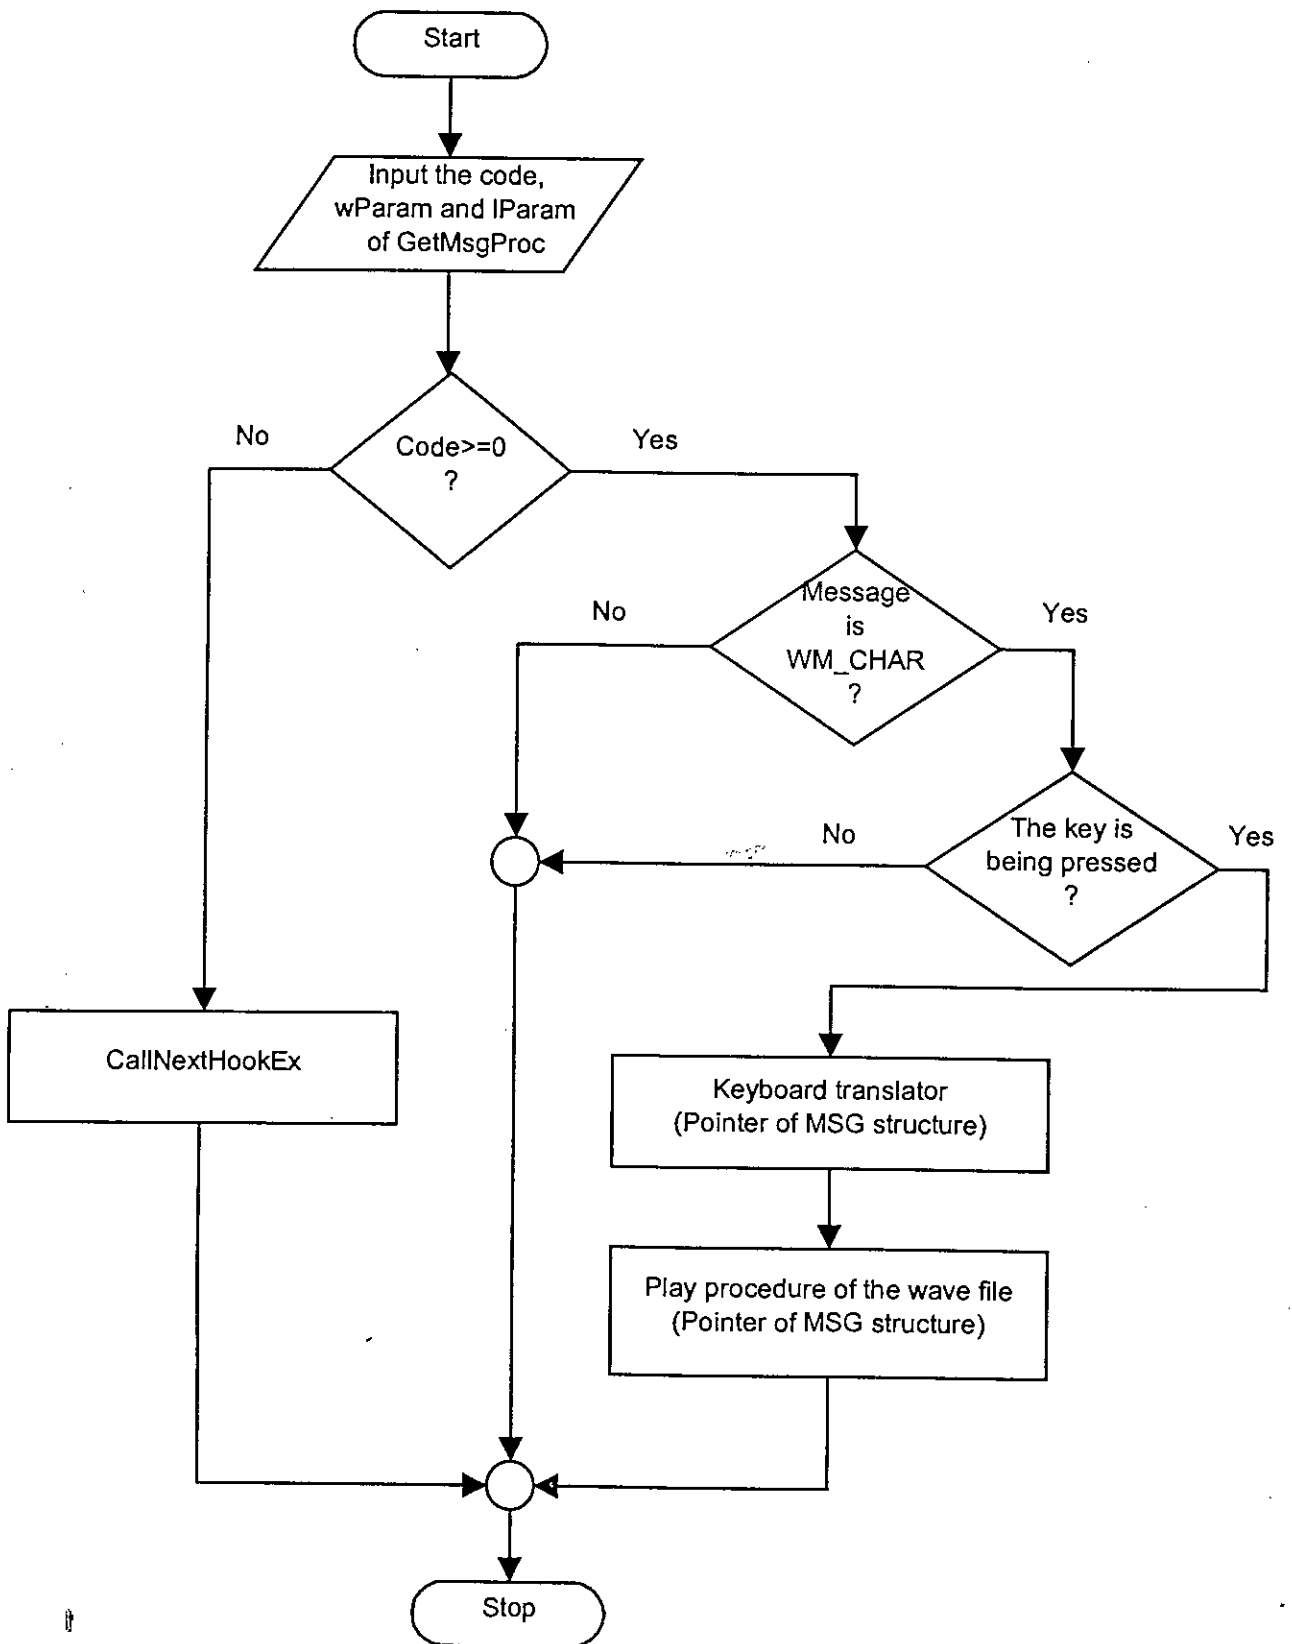 Start
Input the code,
wParam and lParam
of GetMsgProc
Code>=0
?
No
Yes
Message
is
WM_CHAR
?
No
Yes
The key is
being pressed
?
No
Yes
CallNextHookEx
Keyboard translator
(Pointer of MSG structure)
Play procedure of the wave file
(Pointer of MSG structure)
Stop